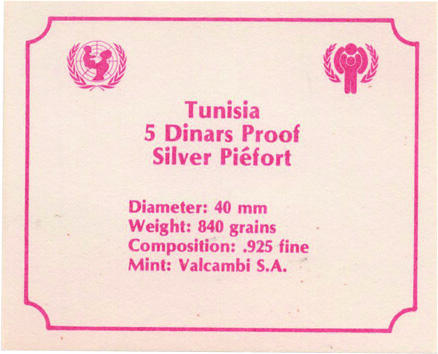 Tunisia
5 Dinars Proof
Silver Piéfort
Diameter: 40 mm
Weight: 840 grains
Composition: .925 fine
Mint: Valcambi S.A.